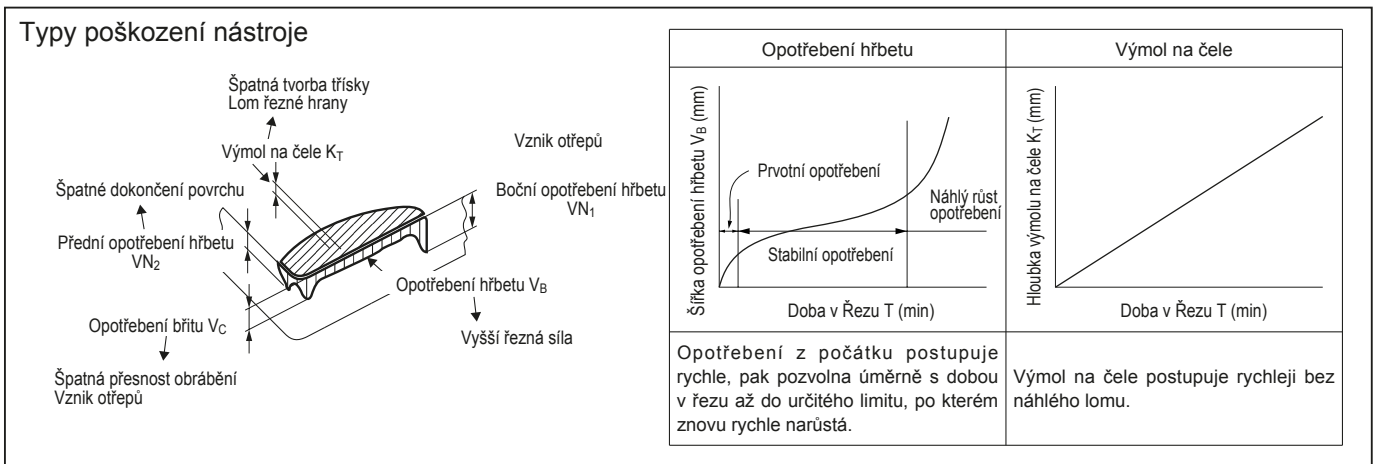 Typy poškození nástroje
Špatná tvorba třísky
Lom řezné hrany
Výmol na čele KT
Vznik otřepů
Špatné dokončení povrchu
Boční opotřebení hřbetu
VN1
Přední opotřebení hřbetu
VN2
Opotřebení hřbetu VB
Opotřebení břitu VC
Vyšší řezná síla
Špatná přesnost obrábění
Vznik otřepů
Opotřebení hřbetu
Šířka opotřebení hřbetu VB (mm)
Prvotní opotřebení
Náhlý růst
opotřebení
Stabilní opotřebení
Doba v Řezu T (min)
Opotřebení z počátku postupuje
rychle, pak pozvolna úměrně s dobou
v řezu až do určitého limitu, po kterém
znovu rychle narůstá.
Výmol na čele
Hloubka výmolu na čele KT (mm)
Doba v Řezu T (min)
Výmol na čele postupuje rychleji bez
náhlého lomu.